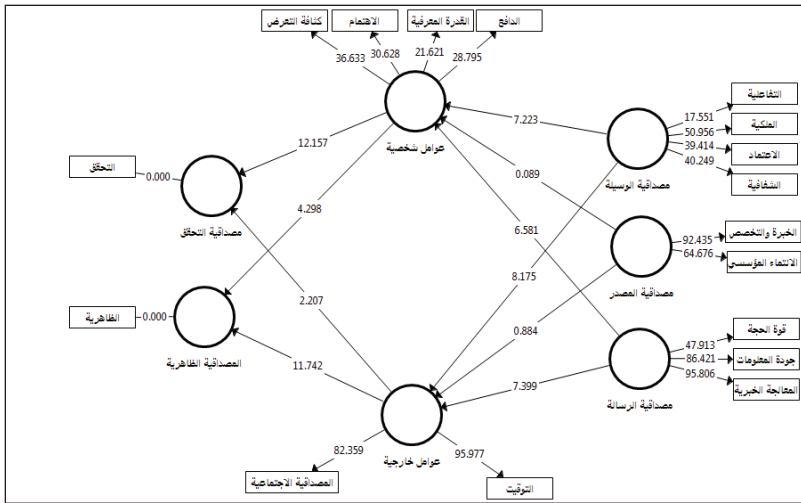 الدافع
القدرة المعرفية
الاهتمام
كثافة التعرض
28.795
21.621
30.628
36.633
عوامل شخصية
التفاعلية
الملكية
الاعتماد
الشفافية
17.551
50.956
39.414
40.249
مصداقية الوسيلة
7.223
0.089
6.581
8.175
0.884
7.399
الخبرة والتخصص
الانتماء المؤسسي
92.435
64.676
مصداقية المصدر
قوة الحجة
جودة المعلومات
المعالجة الخبرية
47.913
86.421
95.806
مصداقية الرسالة
12.157
4.298
2.207
11.742
التحقق
0.000
مصداقية التحقق
الظاهرية
0.000
المصداقية الظاهرية
عوامل خارجية
95.977
82.359
التوقيت
المصداقية الاجتماعية